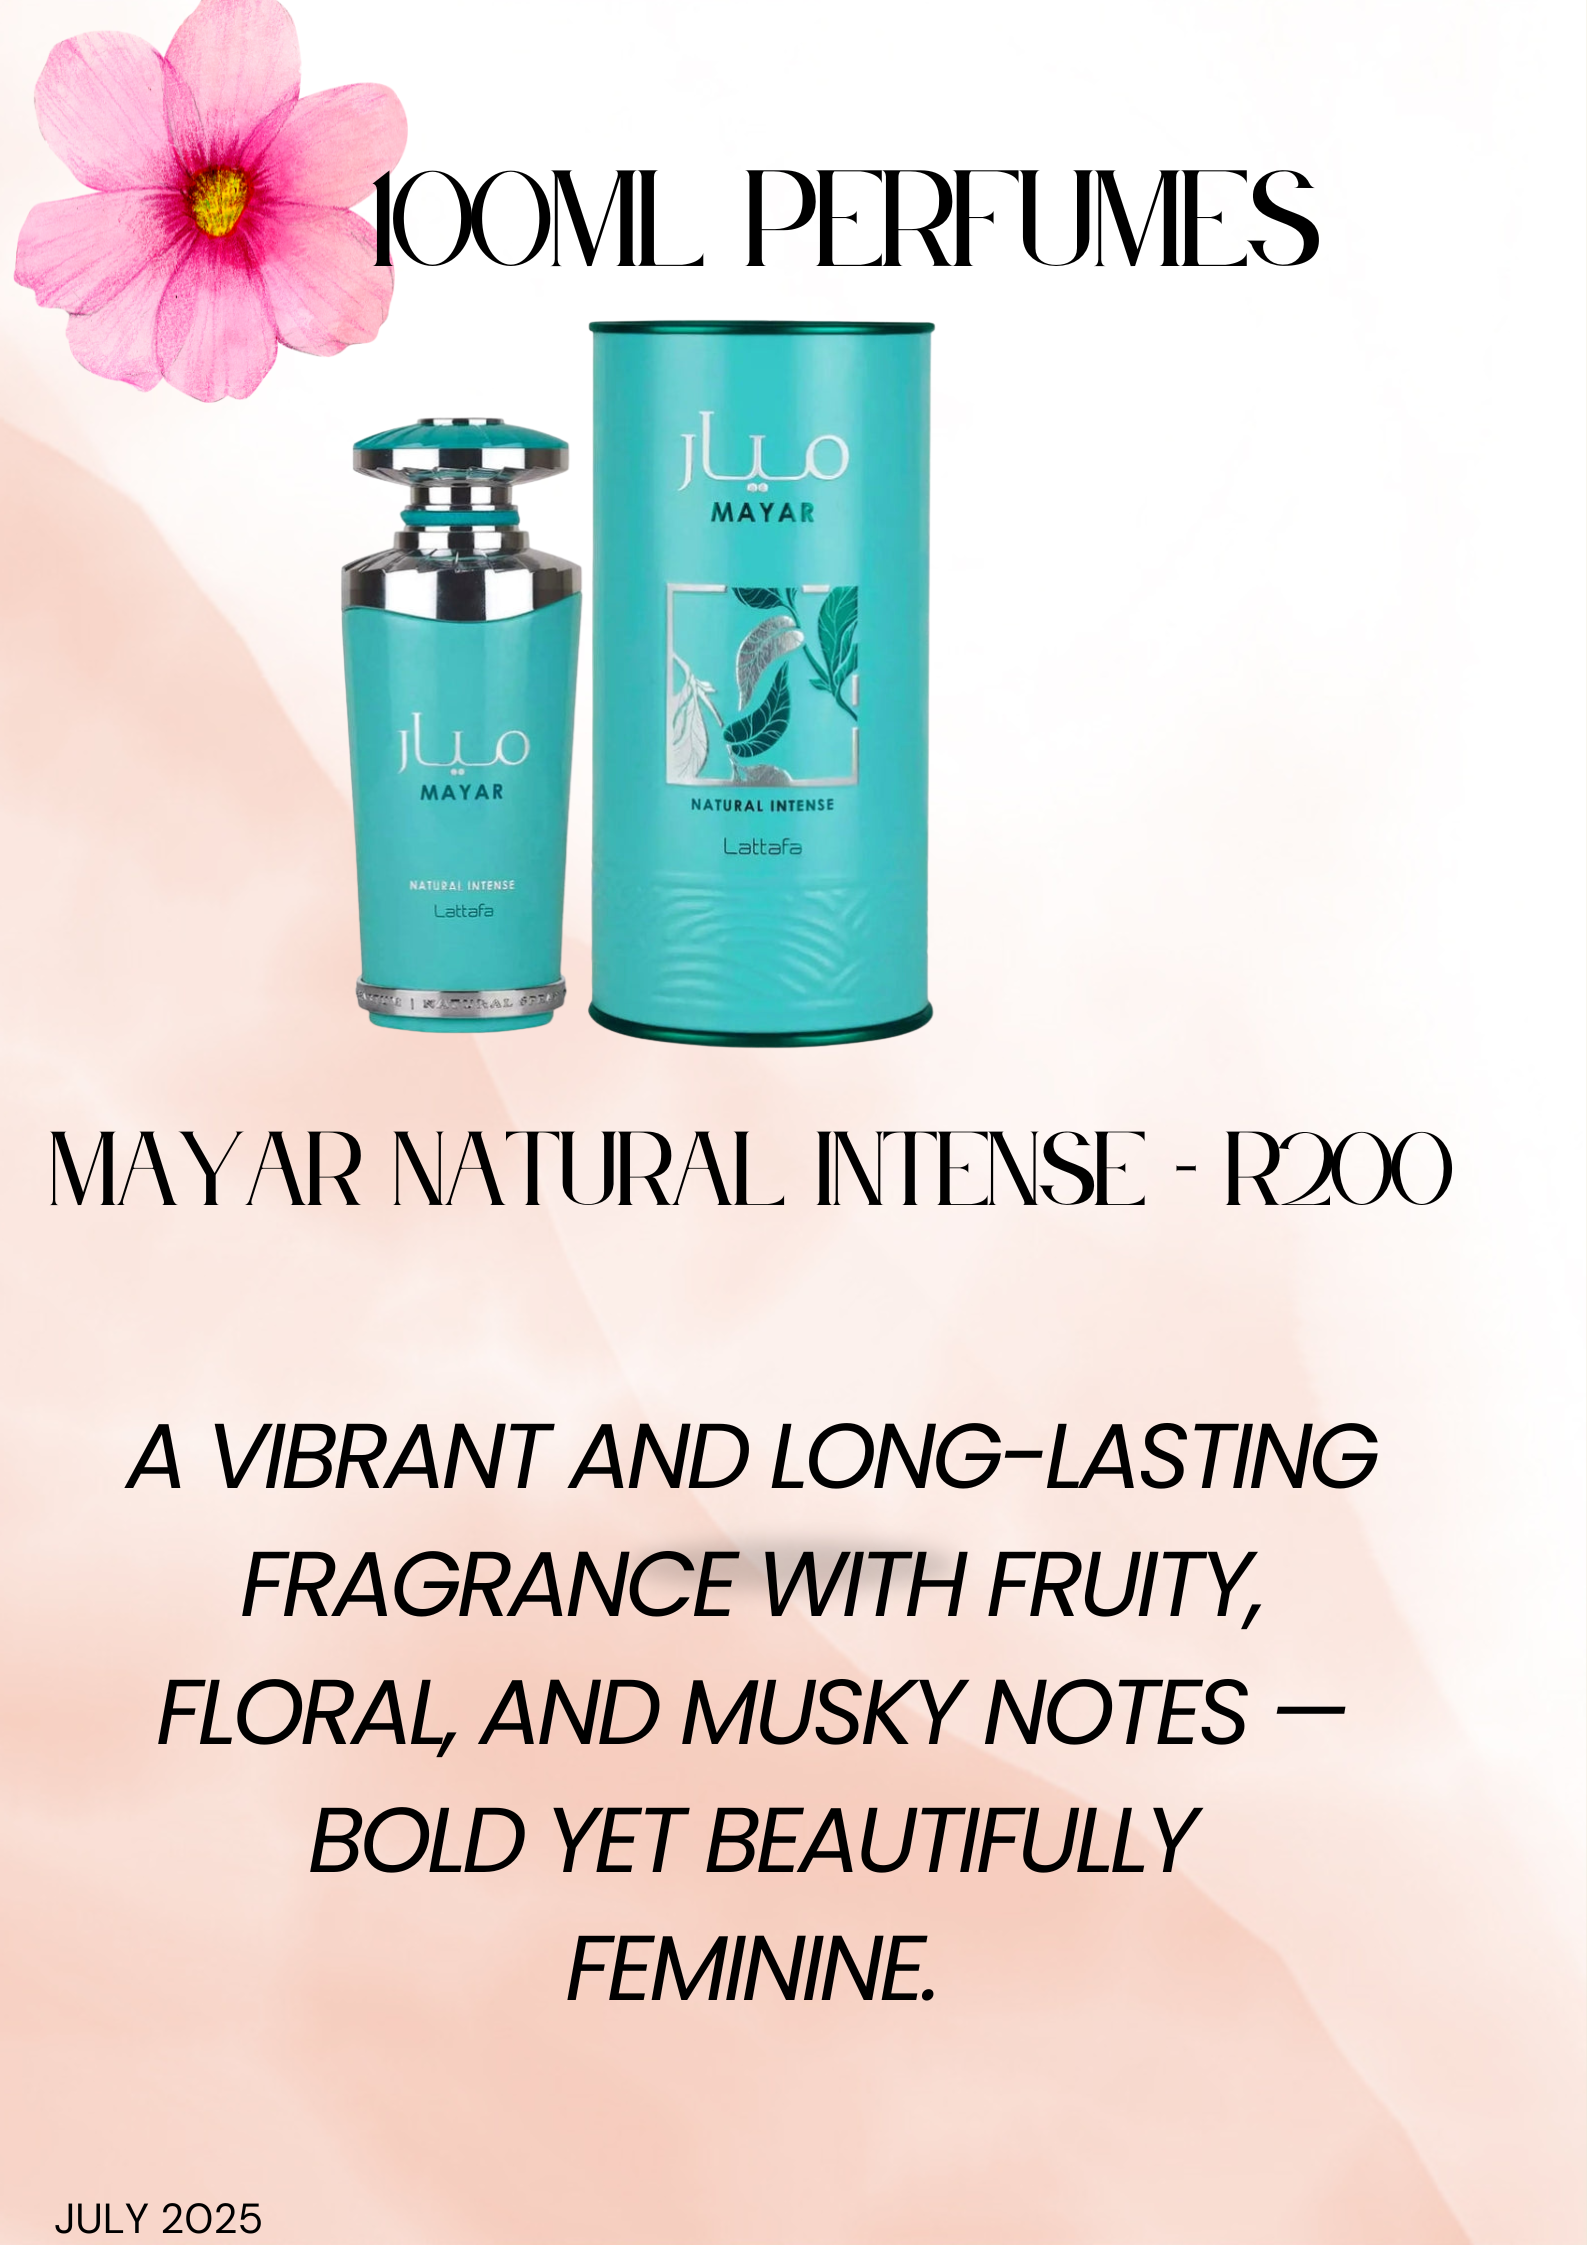 100ML PERFUMES
ميار
MAYAR
NATURAL INTENSE
Lattafa
ميار
MAYAR
NATURAL INTENSE
Lattafa
| NATURAL
MAYAR NATURAL INTENSE - R200
A VIBRANT AND LONG-LASTING
FRAGRANCE WITH FRUITY,
FLORAL, AND MUSKY NOTES —
BOLD YET BEAUTIFULLY
FEMININE.
JULY 2025